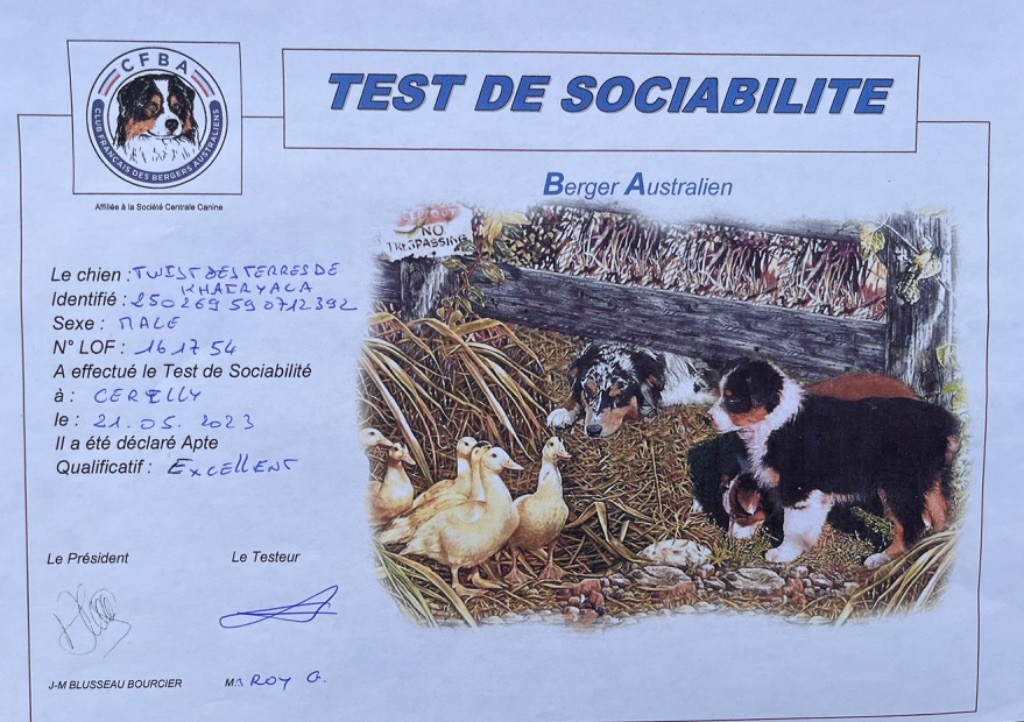 CFBA
CLUB FRANÇAIS DES BERGERS AUSTRALIENS
Affiliée à la Société Centrale Canine
TEST DE SOCIABILITE
Berger Australien
NO
TRESPASSING
Le chien : TWIST DES TERRES DE
KHATRYACA
Identifié : 250269590712392
Sexe : MALE
N° LOF : 161754
A effectué le Test de Sociabilité
à : CERILLY
le : 21.05.2023
Il a été déclaré Apte
Qualificatif : EXCELLENT
Le Président
Le Testeur
J-M BLUSSEAU BOURCIER
M. ROY G.